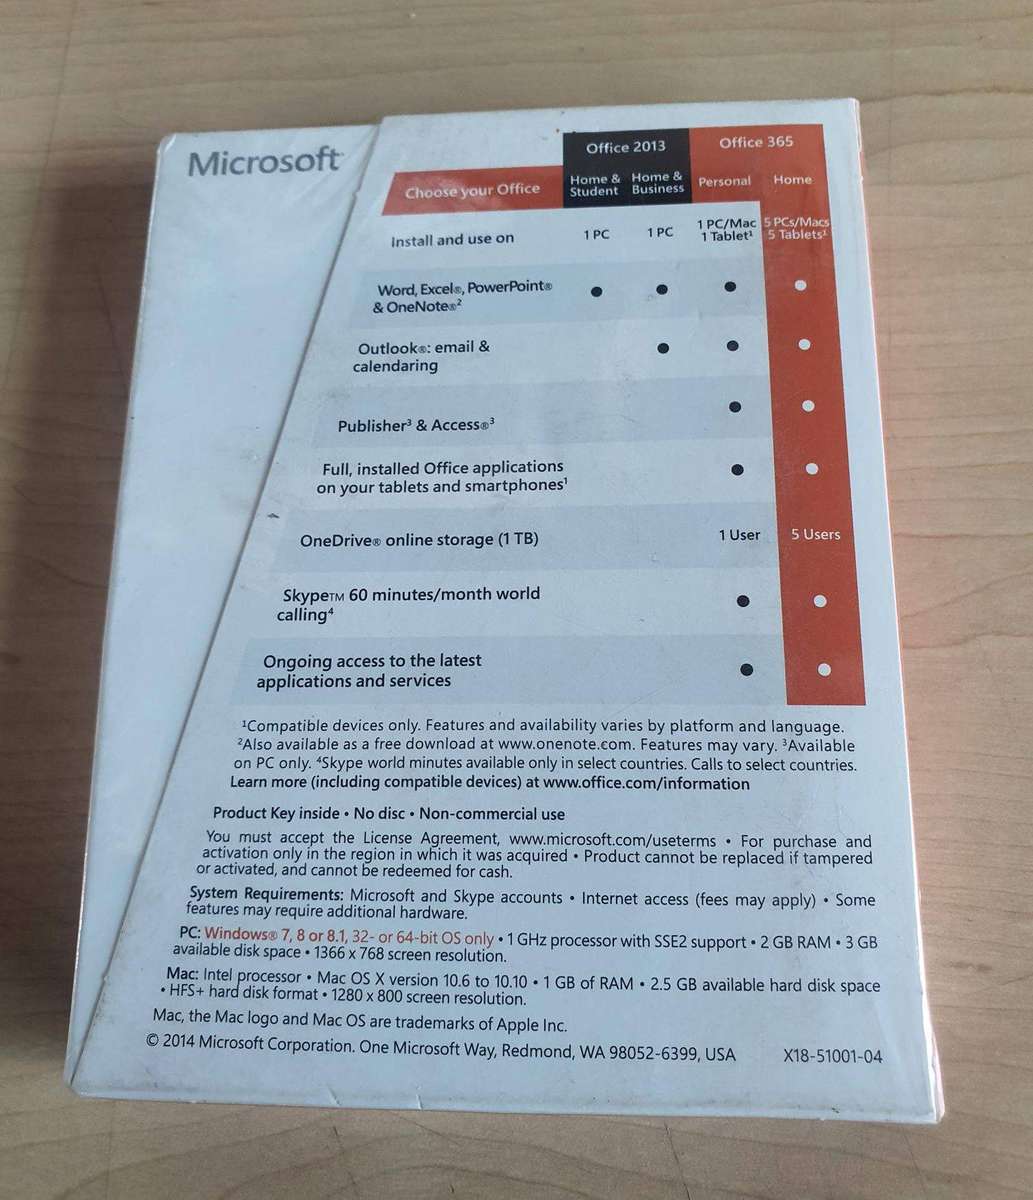 Microsoft
Office 2013 Office 365
Choose your Office Home & Student Home & Business Personal Home
Install and use on 1 PC 1 PC 1 PC/Mac 1 Tablet¹ 5 PCs/Macs 5 Tablets¹
Word, Excel®, PowerPoint®
& OneNote®²
Outlook®: email &
calendaring
Publisher³ & Access®³
Full, installed Office applications
on your tablets and smartphones¹
OneDrive® online storage (1 TB) 1 User 5 Users
Skype™ 60 minutes/month world
calling⁴
Ongoing access to the latest
applications and services
¹Compatible devices only. Features and availability varies by platform and language.
²Also available as a free download at www.onenote.com. Features may vary. ³Available
on PC only. ⁴Skype world minutes available only in select countries. Calls to select countries.
Learn more (including compatible devices) at www.office.com/information
Product Key inside • No disc • Non-commercial use
You must accept the License Agreement, www.microsoft.com/useterms • For purchase and
activation only in the region in which it was acquired • Product cannot be replaced if tampered
or activated, and cannot be redeemed for cash.
System Requirements: Microsoft and Skype accounts • Internet access (fees may apply) • Some
features may require additional hardware.
PC: Windows® 7, 8 or 8.1, 32- or 64-bit OS only • 1 GHz processor with SSE2 support • 2 GB RAM • 3 GB
available disk space • 1366 x 768 screen resolution.
Mac: Intel processor • Mac OS X version 10.6 to 10.10 • 1 GB of RAM • 2.5 GB available hard disk space
• HFS+ hard disk format • 1280 x 800 screen resolution.
Mac, the Mac logo and Mac OS are trademarks of Apple Inc.
© 2014 Microsoft Corporation. One Microsoft Way, Redmond, WA 98052-6399, USA X18-51001-04